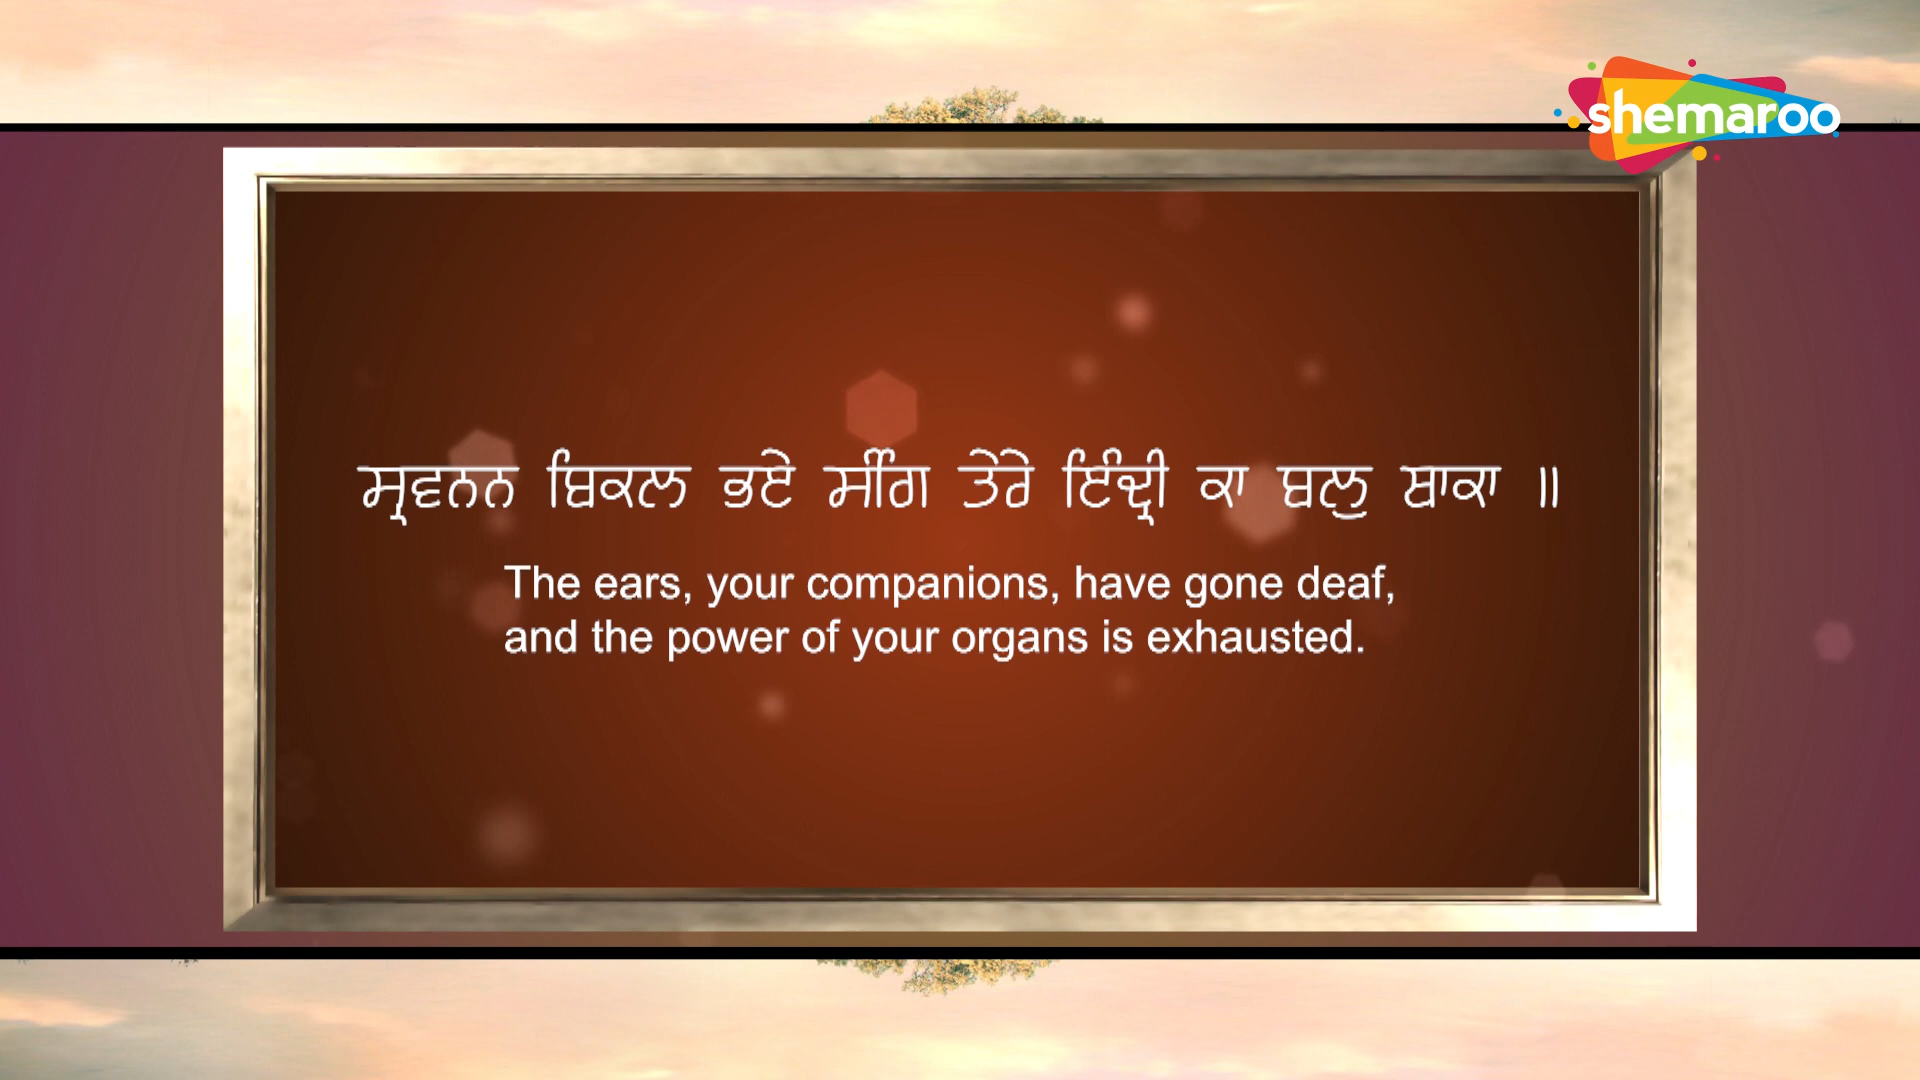 shemaroo
ਸ੍ਰਵਨਨ ਬਿਕਲ ਭਏ ਸੰਗਿ ਤੇਰੇ ਇੰਦ੍ਰੀ ਕਾ ਬਲੁ ਥਾਕਾ ॥
The ears, your companions, have gone deaf,
and the power of your organs is exhausted.